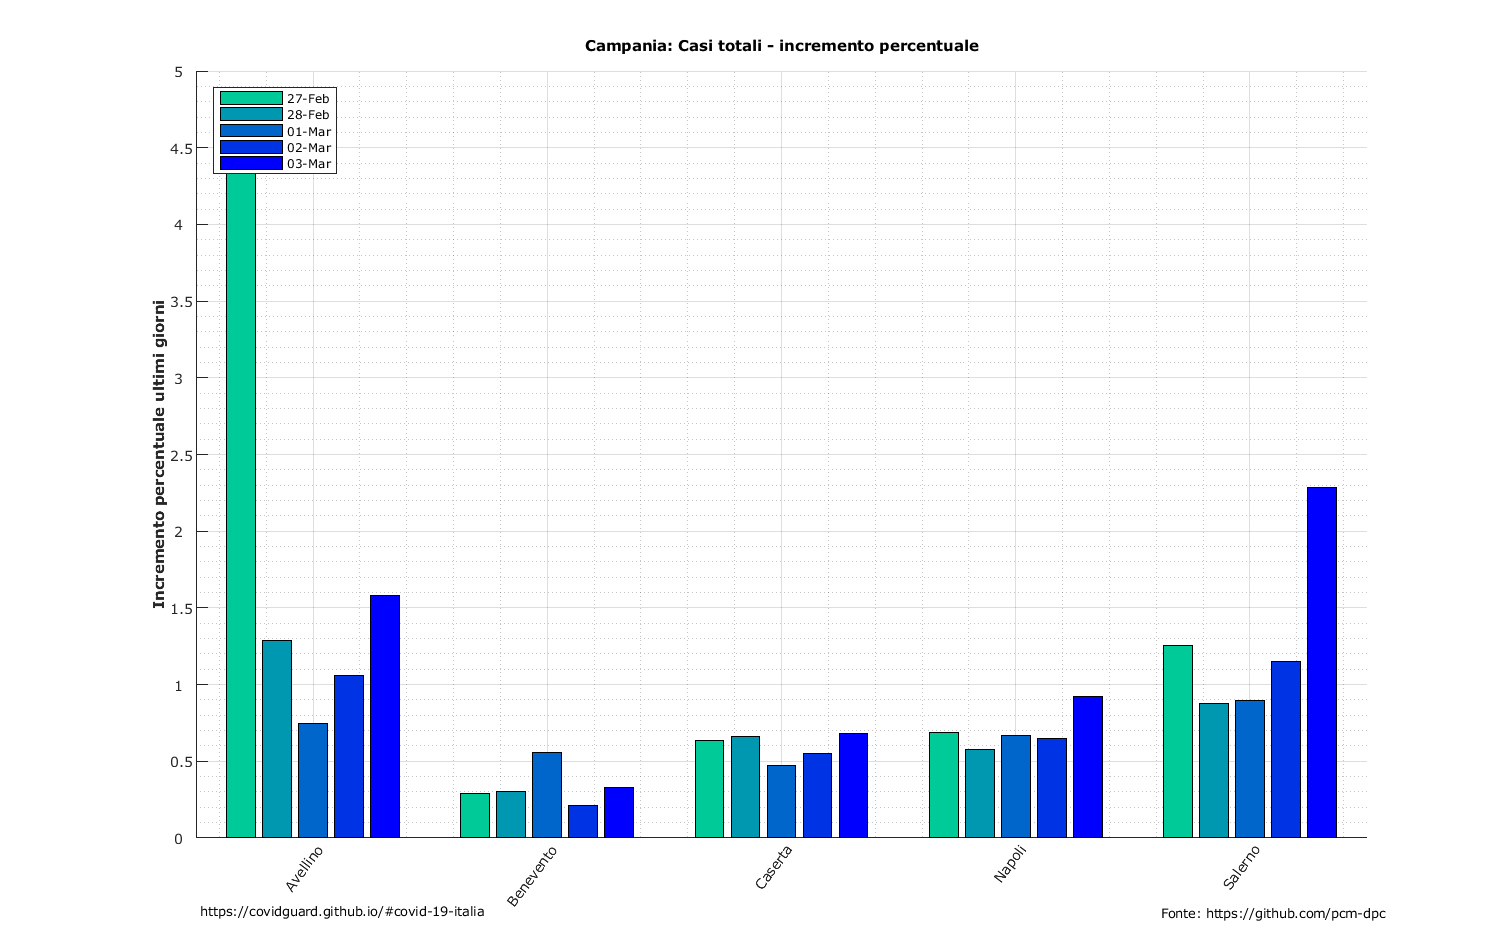 Campania: Casi totali - incremento percentuale
27-Feb
28-Feb
01-Mar
02-Mar
03-Mar
Incremento percentuale ultimi giorni
5
4.5
4
3.5
3
2.5
2
1.5
1
0.5
0
Avellino
Benevento
Caserta
Napoli
Salerno
https://covidguard.github.io/#covid-19-italia
Fonte: https://github.com/pcm-dpc